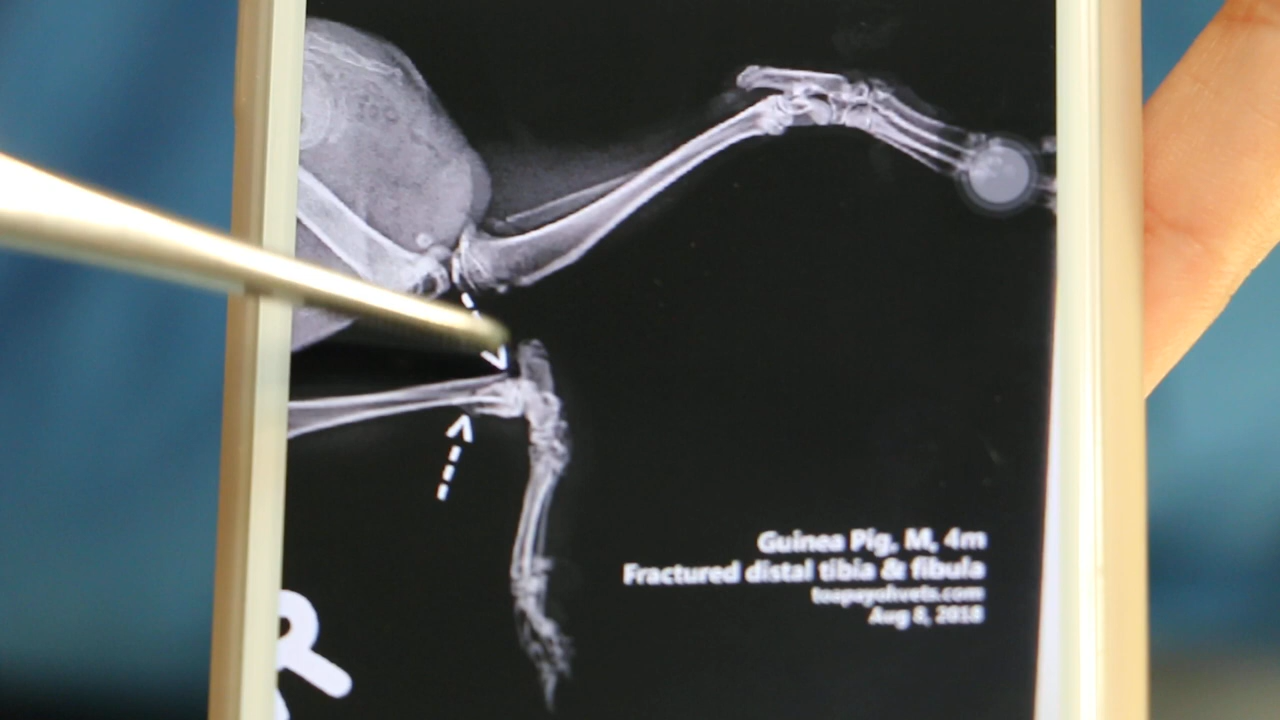 Guinea Pig, M, 4m
Fractured distal tibia & fibula
toapayohvets.com
Aug 8, 2018
R